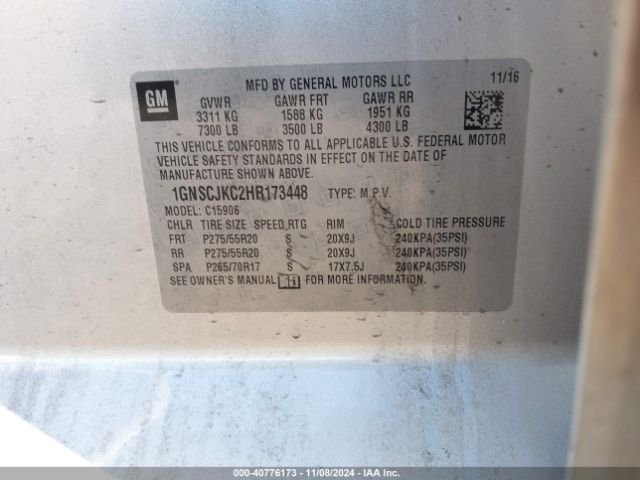 GM
MFD BY GENERAL MOTORS LLC 11/16
GVWR GAWR FRT GAWR RR
3311 KG 1588 KG 1951 KG
7300 LB 3500 LB 4300 LB
THIS VEHICLE CONFORMS TO ALL APPLICABLE U.S. FEDERAL MOTOR
VEHICLE SAFETY STANDARDS IN EFFECT ON THE DATE OF
MANUFACTURE SHOWN ABOVE.
1GNSCJKC2HR173448 TYPE: M.P.V.
MODEL: C15906
CHLR TIRE SIZE SPEED RTG RIM COLD TIRE PRESSURE
FRT P275/55R20 S 20X9J 240KPA(35PSI)
RR P275/55R20 S 20X9J 240KPA(35PSI)
SPA P265/70R17 S 17X7.5J 240KPA(35PSI)
SEE OWNER'S MANUAL FOR MORE INFORMATION.
000-40776173 - 11/08/2024 - IAA Inc.